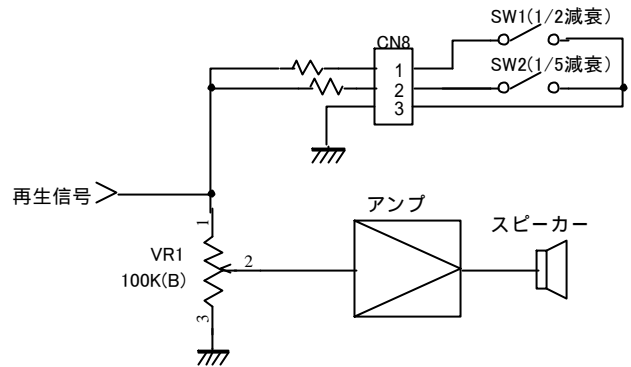 SW1(1/2減衰)
CN8
1
SW2(1/5減衰)
2
3
再生信号
1
アンプ
スピーカー
VR1
2
100K(B)
3